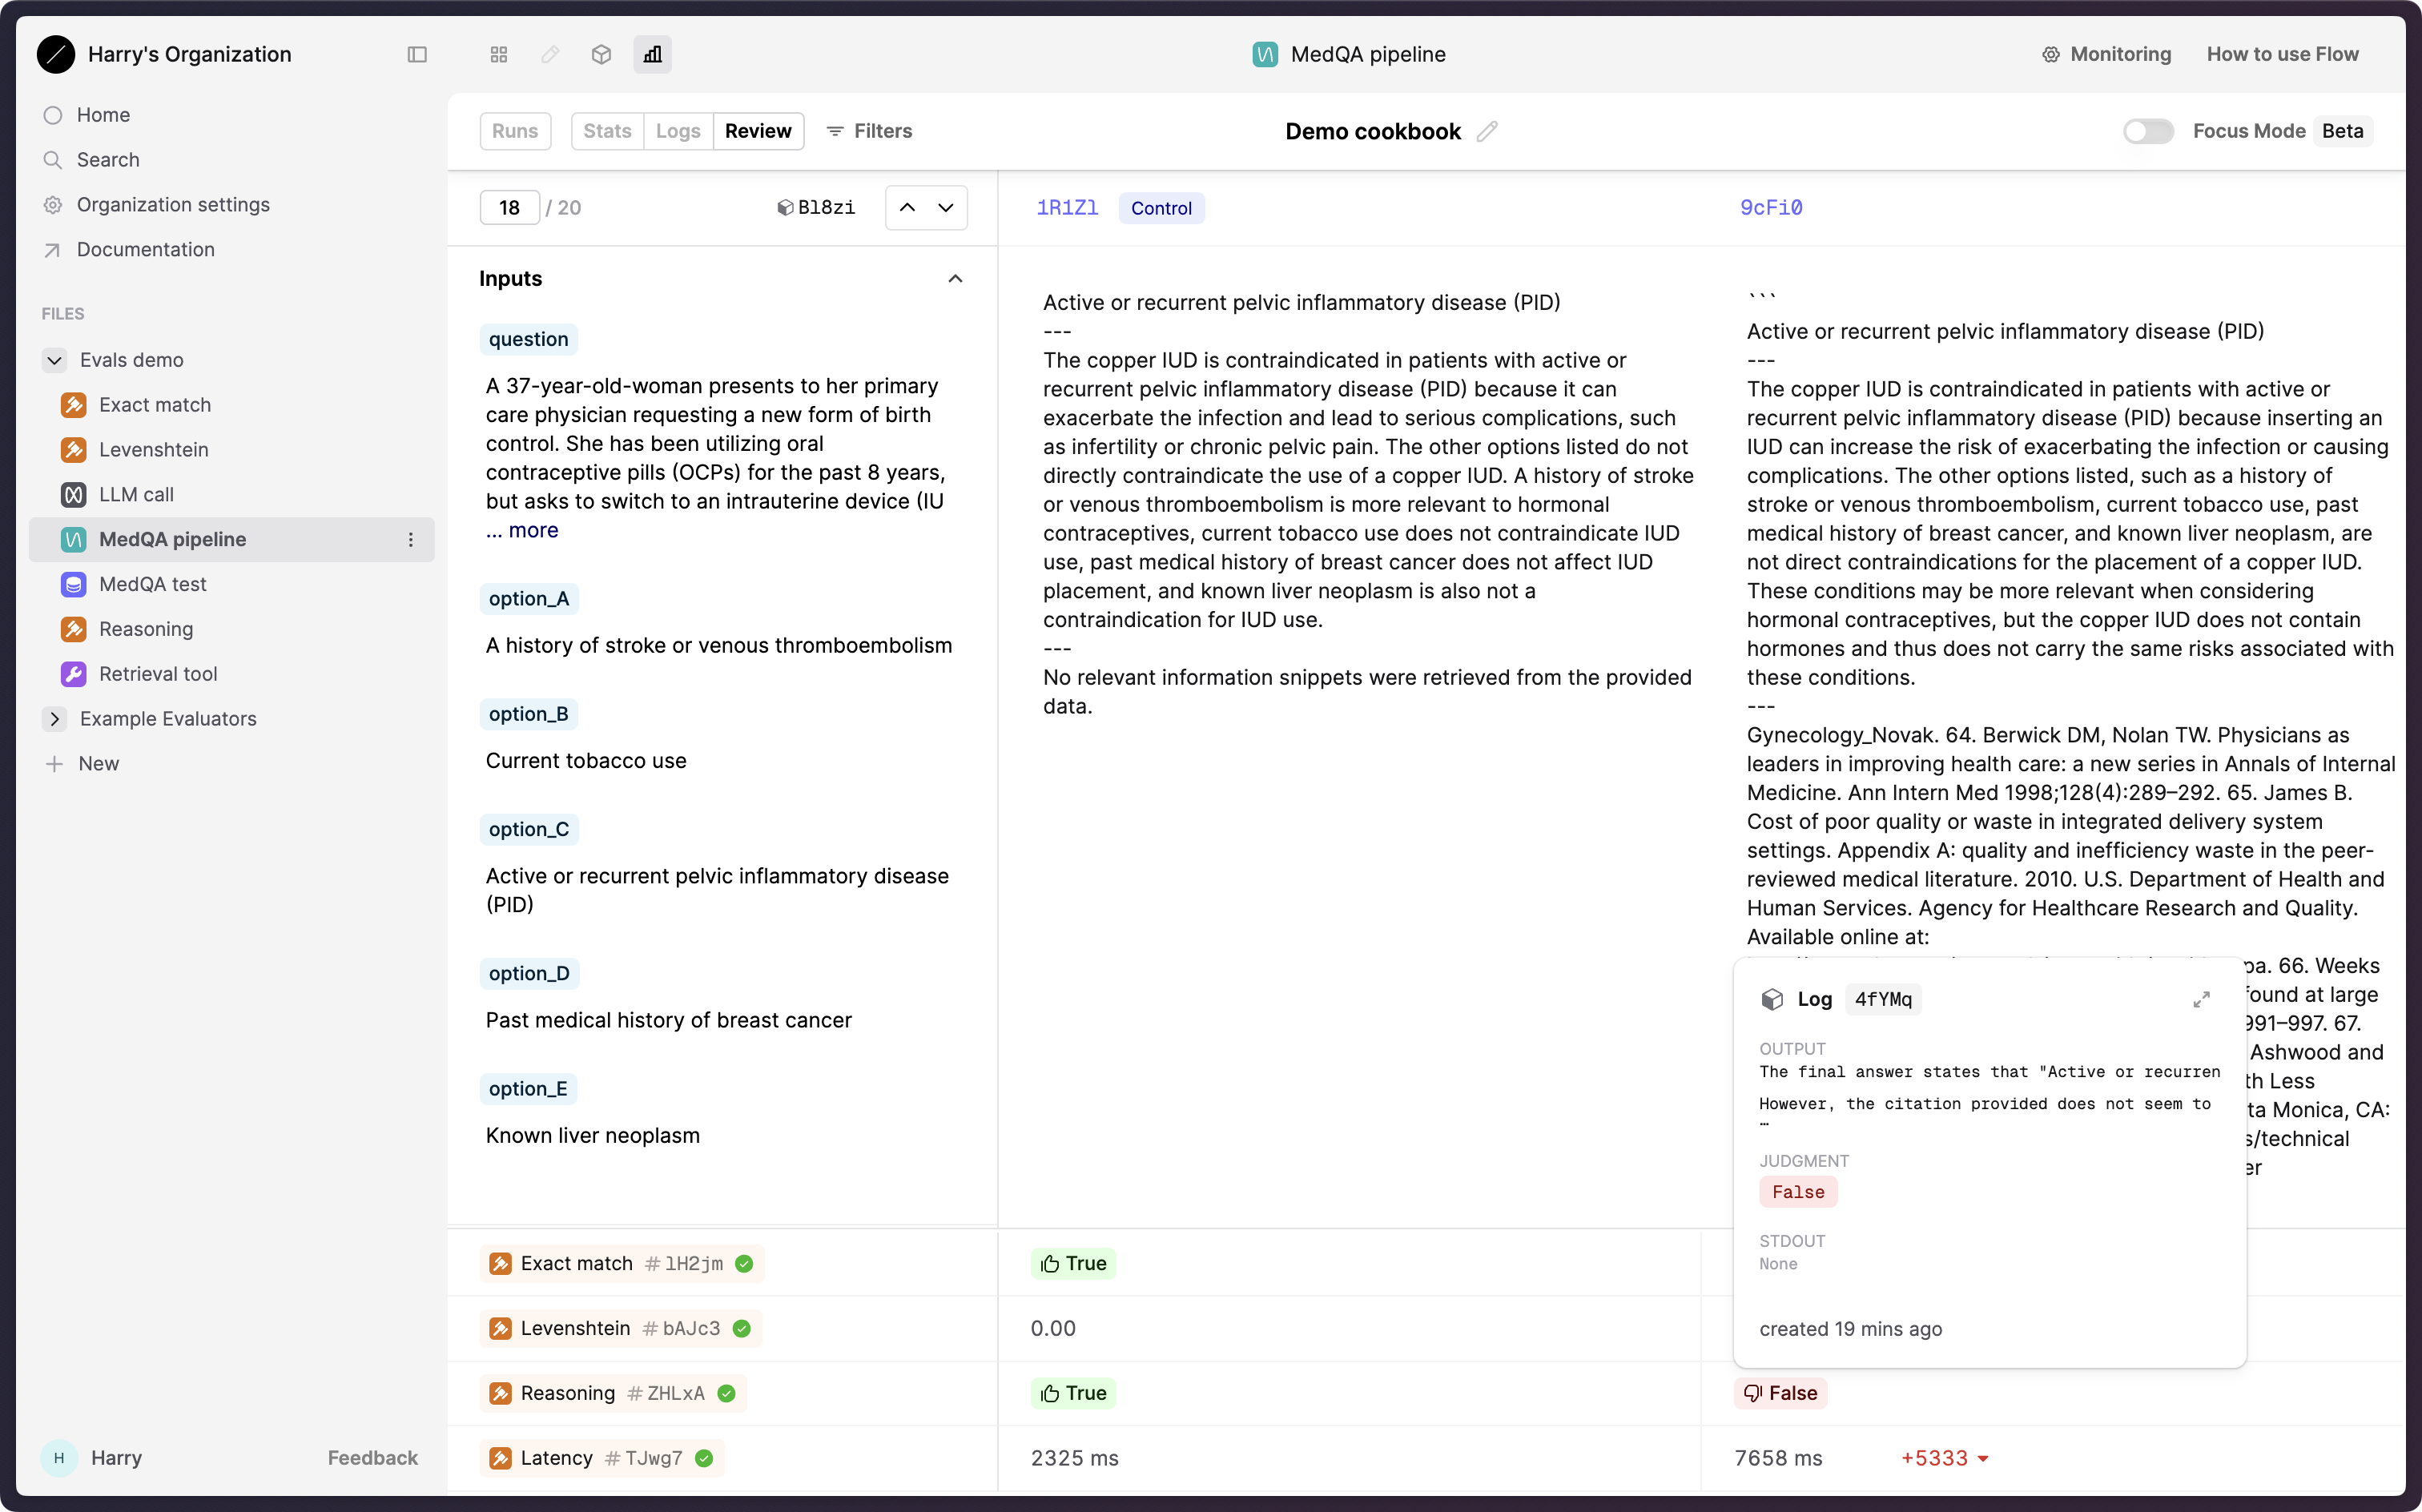 Harry's Organization
MedQA pipeline
Monitoring
How to use Flow
Home
Search
Organization settings
Documentation
FILES
Evals demo
Exact match
Levenshtein
LLM call
MedQA pipeline
MedQA test
Reasoning
Retrieval tool
Example Evaluators
New
H Harry
Feedback
Runs
Stats
Logs
Review
Filters
Demo cookbook
Focus Mode Beta
18 / 20
Bl8zi
1R1Zl
Control
9cFi0
Inputs
question
A 37-year-old-woman presents to her primary
care physician requesting a new form of birth
control. She has been utilizing oral
contraceptive pills (OCPs) for the past 8 years,
but asks to switch to an intrauterine device (IU
... more
option_A
A history of stroke or venous thromboembolism
option_B
Current tobacco use
option_C
Active or recurrent pelvic inflammatory disease
(PID)
option_D
Past medical history of breast cancer
option_E
Known liver neoplasm
Active or recurrent pelvic inflammatory disease (PID)
---
The copper IUD is contraindicated in patients with active or
recurrent pelvic inflammatory disease (PID) because it can
exacerbate the infection and lead to serious complications, such
as infertility or chronic pelvic pain. The other options listed do not
directly contraindicate the use of a copper IUD. A history of stroke
or venous thromboembolism is more relevant to hormonal
contraceptives, current tobacco use does not contraindicate IUD
use, past medical history of breast cancer does not affect IUD
placement, and known liver neoplasm is also not a
contraindication for IUD use.
---
No relevant information snippets were retrieved from the provided
data.
```
Active or recurrent pelvic inflammatory disease (PID)
---
The copper IUD is contraindicated in patients with active or
recurrent pelvic inflammatory disease (PID) because inserting an
IUD can increase the risk of exacerbating the infection or causing
complications. The other options listed, such as a history of
stroke or venous thromboembolism, current tobacco use, past
medical history of breast cancer, and known liver neoplasm, are
not direct contraindications for the placement of a copper IUD.
These conditions may be more relevant when considering
hormonal contraceptives, but the copper IUD does not contain
hormones and thus does not carry the same risks associated with
these conditions.
---
Gynecology_Novak. 64. Berwick DM, Nolan TW. Physicians as
leaders in improving health care: a new series in Annals of Internal
Medicine. Ann Intern Med 1998;128(4):289–292. 65. James B.
Cost of poor quality or waste in integrated delivery system
settings. Appendix A: quality and inefficiency waste in the peer-
reviewed medical literature. 2010. U.S. Department of Health and
Human Services. Agency for Healthcare Research and Quality.
Available online at:
pa. 66. Weeks
found at large
991–997. 67.
Ashwood and
th Less
ta Monica, CA:
s/technical
er
Log 4fYMq
OUTPUT
The final answer states that "Active or recurren
However, the citation provided does not seem to
…
JUDGMENT
False
STDOUT
None
created 19 mins ago
Exact match #lH2jm
True
Levenshtein #bAJc3
0.00
Reasoning #ZHLxA
True
False
Latency #TJwg7
2325 ms
7658 ms
+5333